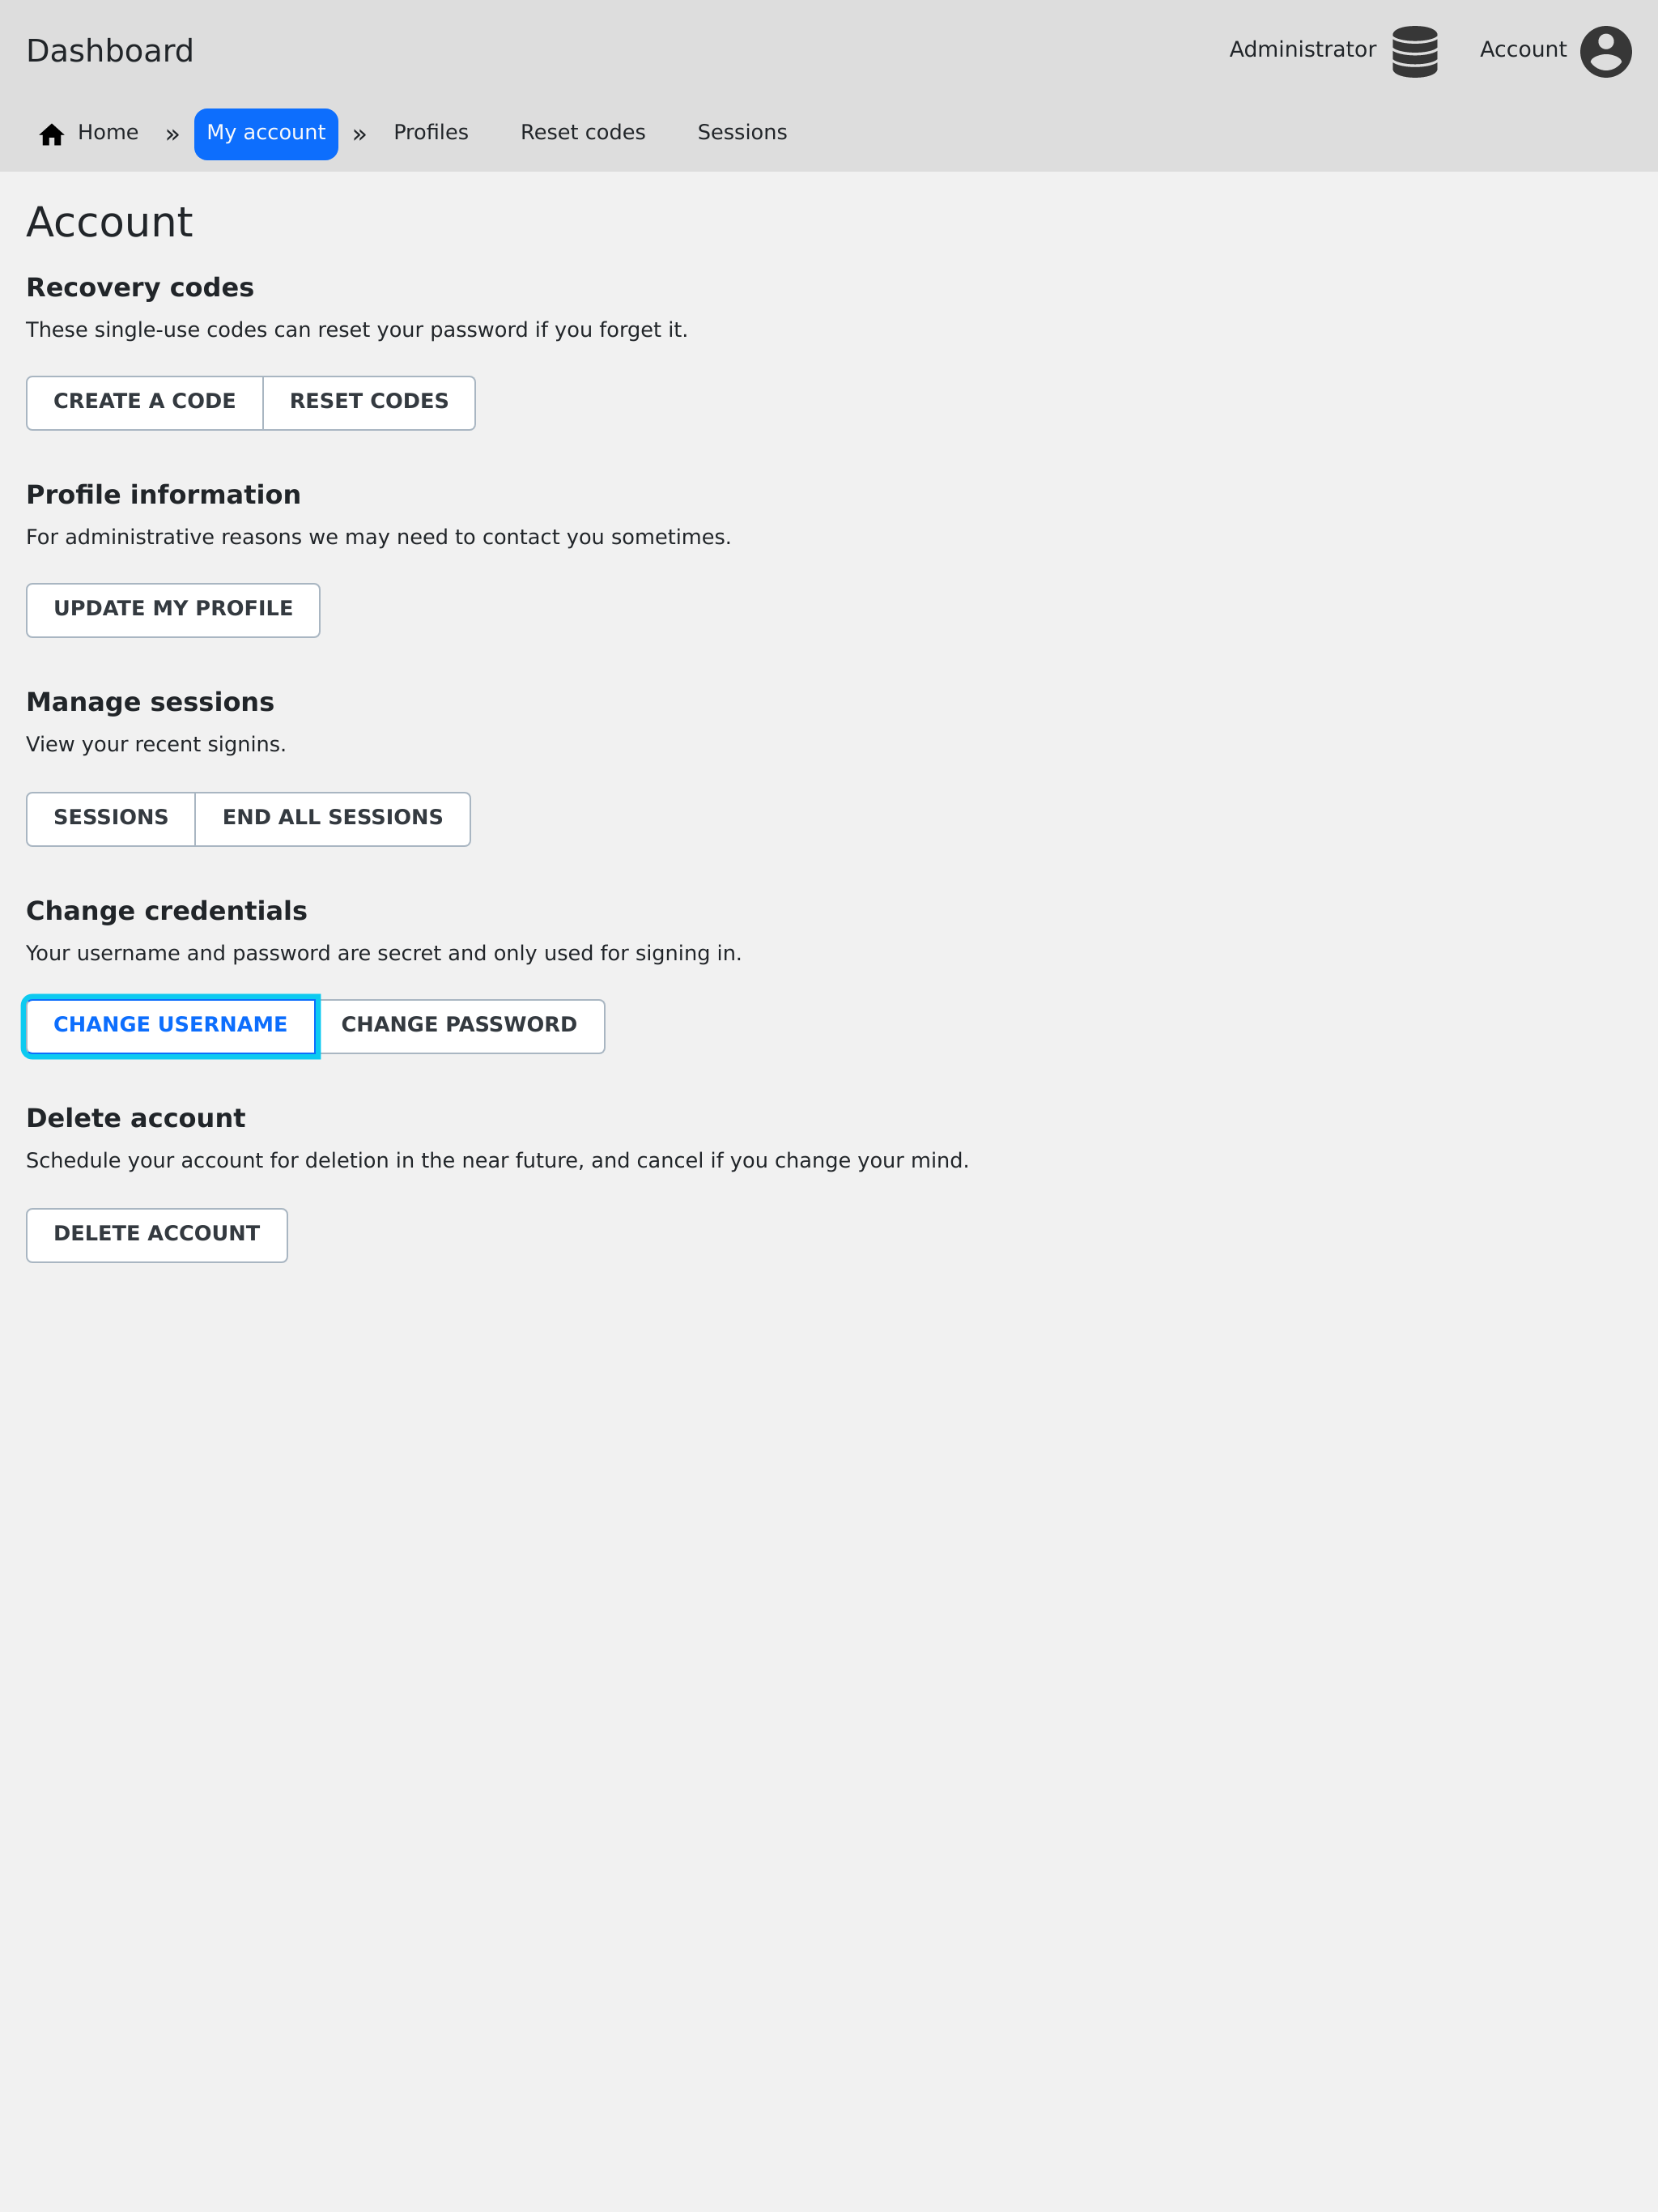 Dashboard
Administrator
Account
Home » My account » Profiles Reset codes Sessions
Account
Recovery codes
These single-use codes can reset your password if you forget it.
CREATE A CODE RESET CODES
Profile information
For administrative reasons we may need to contact you sometimes.
UPDATE MY PROFILE
Manage sessions
View your recent signins.
SESSIONS END ALL SESSIONS
Change credentials
Your username and password are secret and only used for signing in.
CHANGE USERNAME CHANGE PASSWORD
Delete account
Schedule your account for deletion in the near future, and cancel if you change your mind.
DELETE ACCOUNT